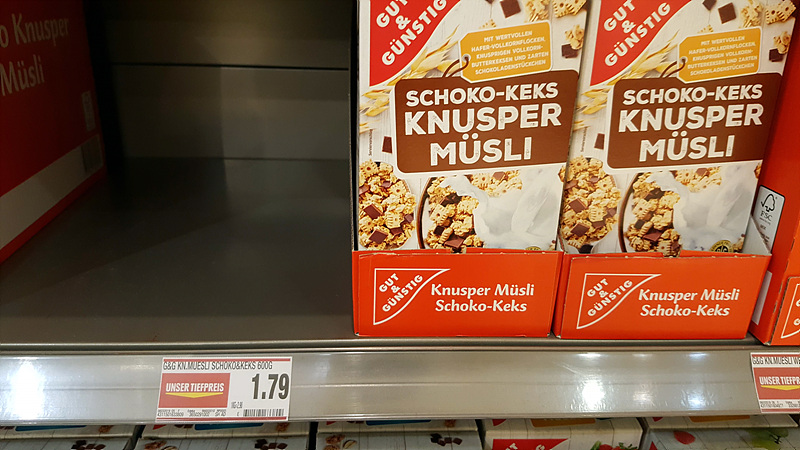 o Knusper
Müsli
GUT
&
GÜNSTIG
MIT WERTVOLLEN
HAFER-VOLLKORNFLOCKEN,
KNUSPRIGEN VOLLKORN-
BUTTERKEKSEN UND ZARTEN
SCHOKOLADENSTÜCKCHEN
SCHOKO-KEKS
KNUSPER
MÜSLI
GUT
&
GÜNSTIG
Knusper Müsli
Schoko-Keks
GUT
&
GÜNSTIG
MIT WERTVOLLEN
HAFER-VOLLKORNFLOCKEN,
KNUSPRIGEN VOLLKORN-
BUTTERKEKSEN UND ZARTEN
SCHOKOLADENSTÜCKCHEN
SCHOKO-KEKS
KNUSPER
MÜSLI
GUT
&
GÜNSTIG
Knusper Müsli
Schoko-Keks
FSC
G&G KN.MUESLI SCHOKO&KEKS 600G
UNSER TIEFPREIS
1.79
G&G KN.MUESLI
UNSER TIEFPREIS